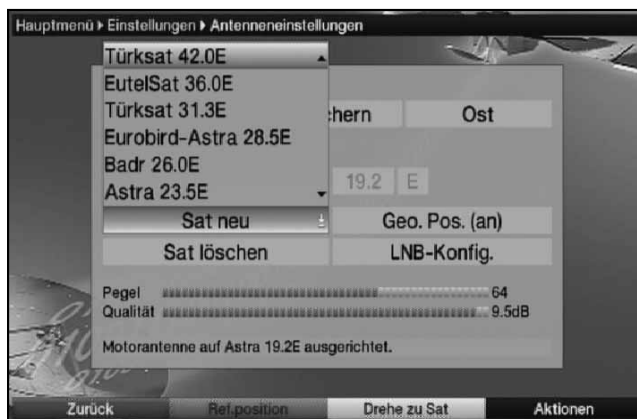 Hauptmenü Einstellungen Antenneneinstellungen
Türksat 42.0E
EutelSat 36.0E
Türksat 31.3E
chern Ost
Eurobird-Astra 28.5E
Badr 26.0E
Astra 23.5E
19.2 E
Sat neu Geo. Pos. (an)
Sat löschen LNB-Konfig.
Pegel 64
Qualität 9.5dB
Motorantenne auf Astra 19.2E ausgerichtet.
Zurück Ref.position Drehe zu Sat Aktionen